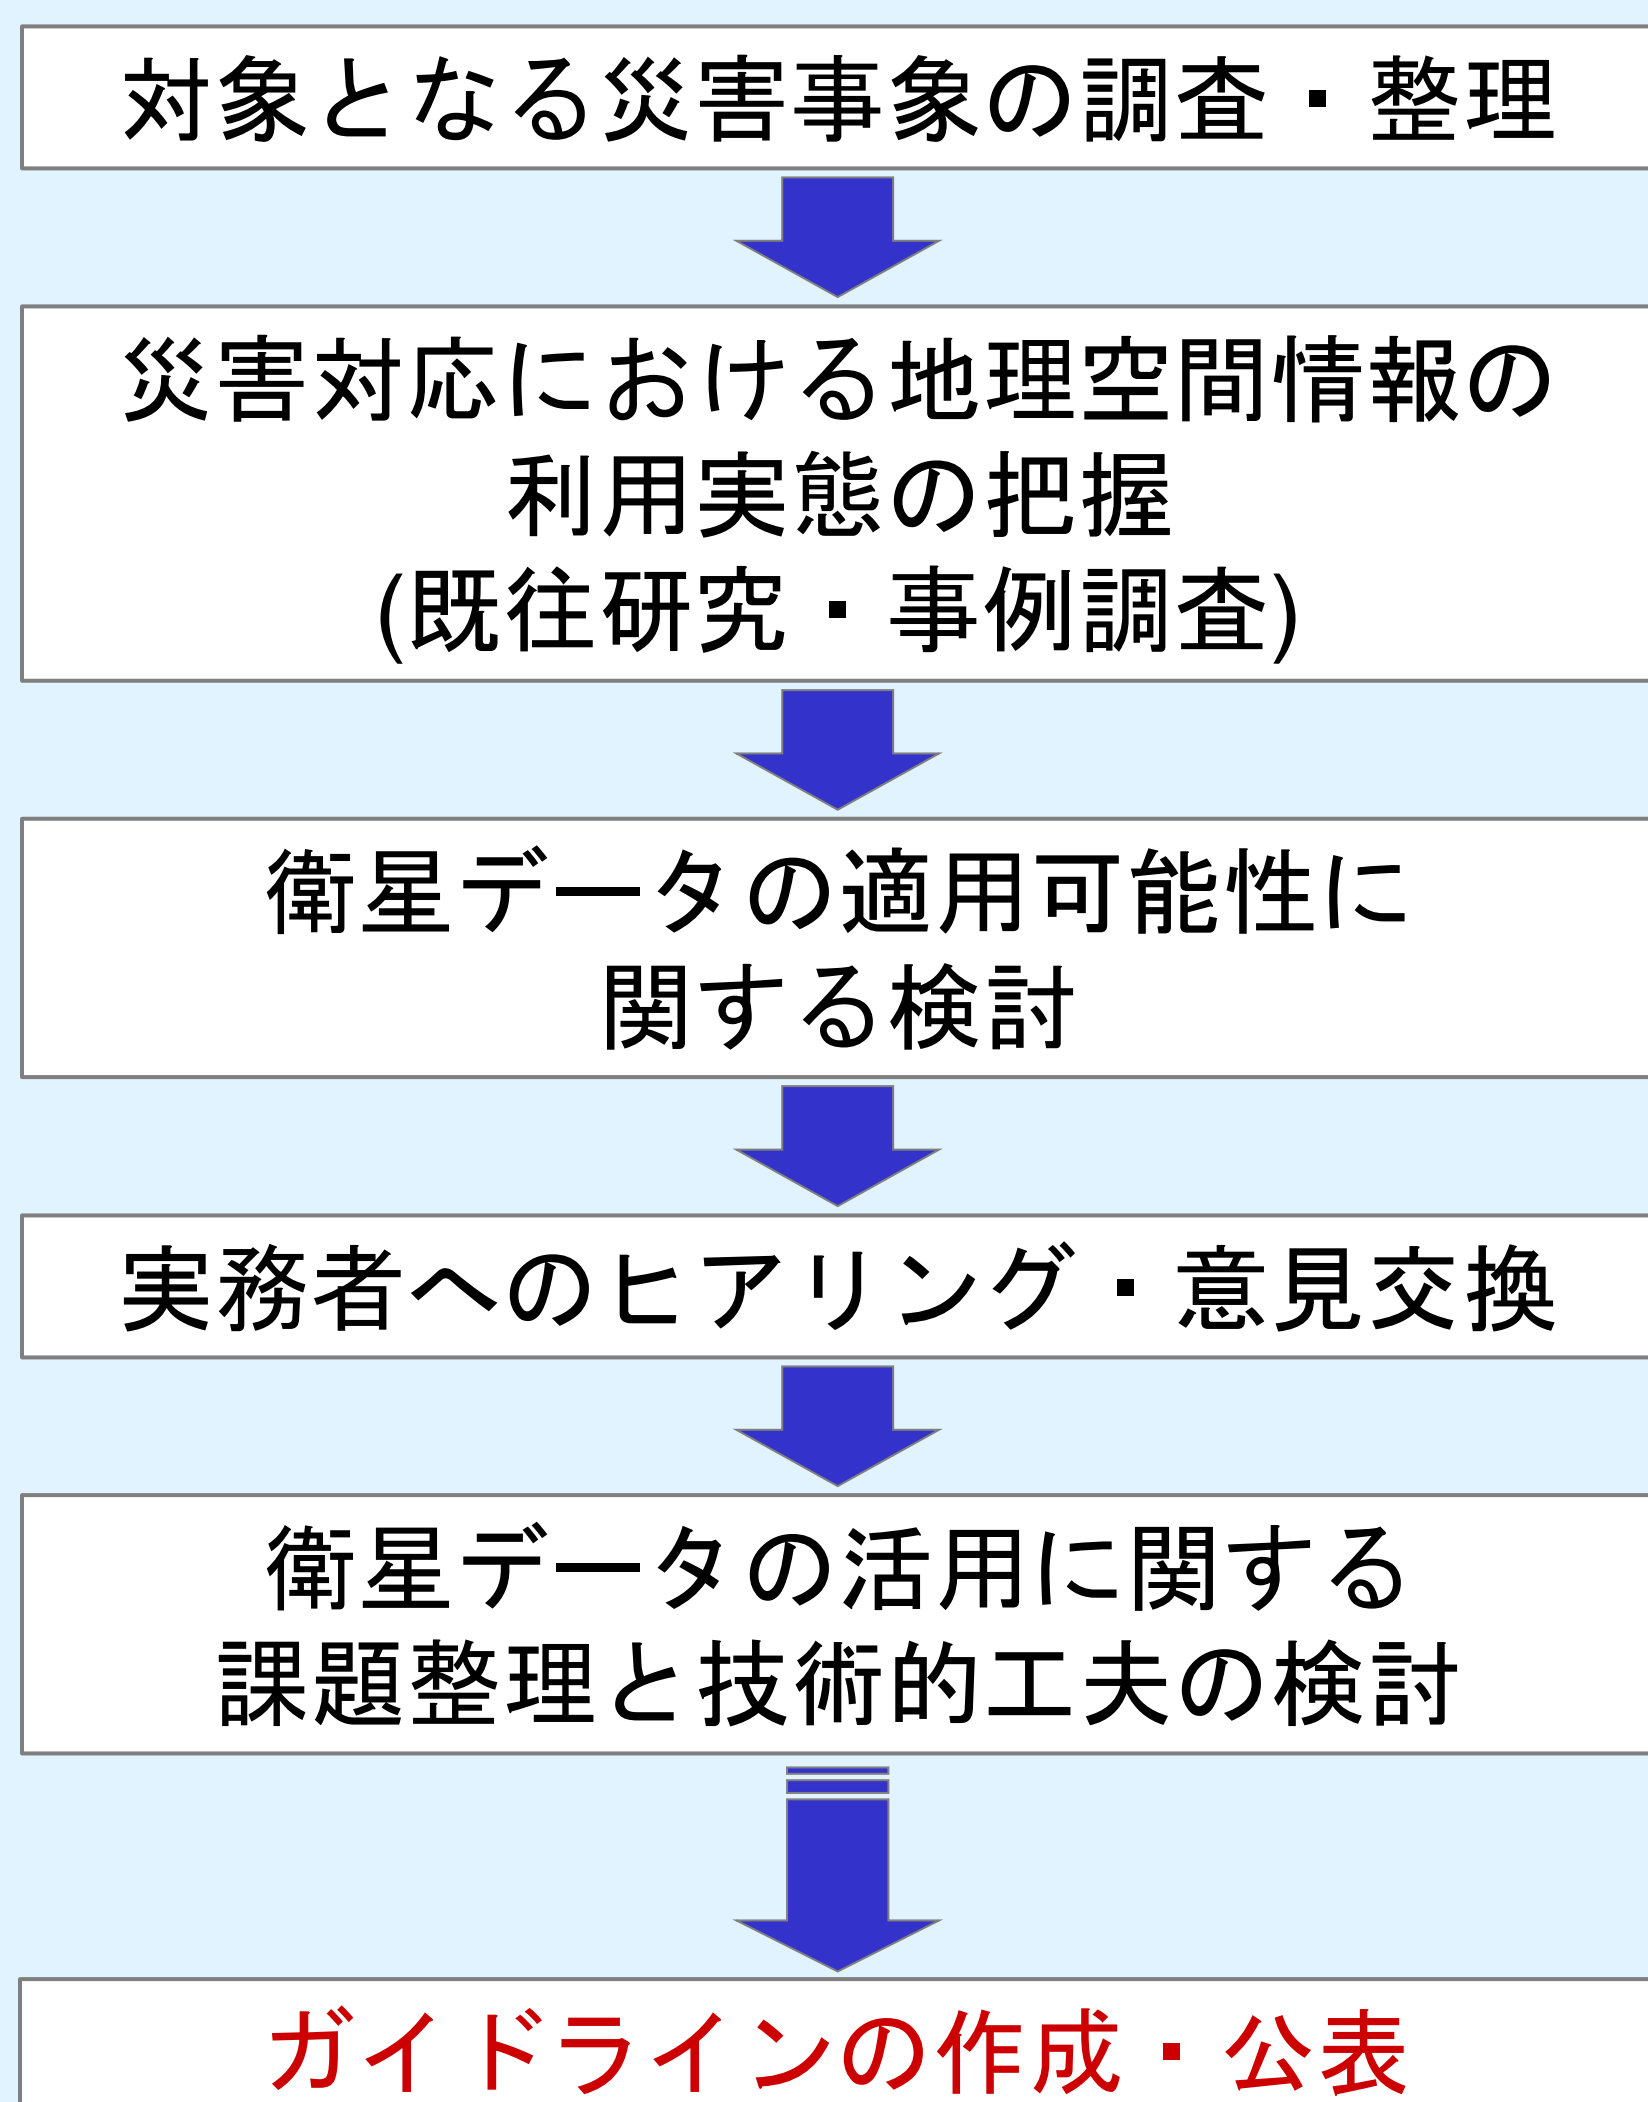 対象となる災害事象の調査・整理
災害対応における地理空間情報の
利用実態の把握
(既往研究・事例調査)
衛星データの適用可能性に
関する検討
実務者へのヒアリング・意見交換
衛星データの活用に関する
課題整理と技術的工夫の検討
ガイドラインの作成・公表